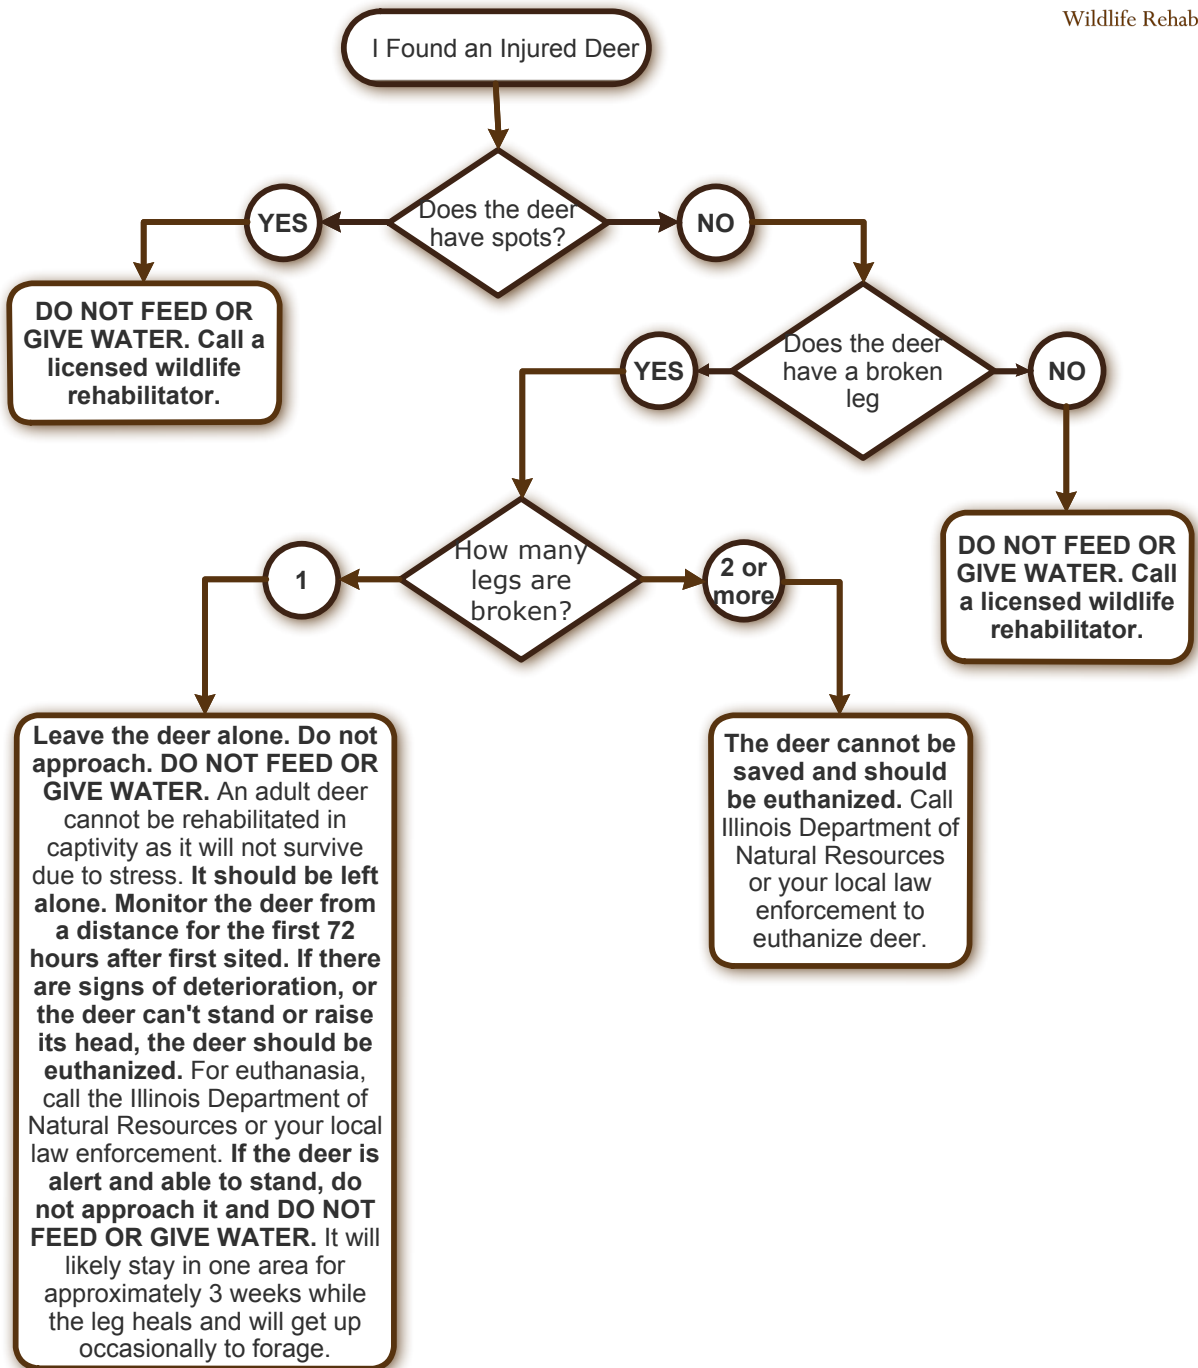 Wildlife Rehab
I Found an Injured Deer
Does the deer
have spots?
YES
NO
DO NOT FEED OR
GIVE WATER. Call a
licensed wildlife
rehabilitator.
Does the deer
have a broken
leg
YES
NO
DO NOT FEED OR
GIVE WATER. Call
a licensed wildlife
rehabilitator.
How many
legs are
broken?
1
2 or
more
Leave the deer alone. Do not
approach. DO NOT FEED OR
GIVE WATER. An adult deer
cannot be rehabilitated in
captivity as it will not survive
due to stress. It should be left
alone. Monitor the deer from
a distance for the first 72
hours after first sited. If there
are signs of deterioration, or
the deer can't stand or raise
its head, the deer should be
euthanized. For euthanasia,
call the Illinois Department of
Natural Resources or your local
law enforcement. If the deer is
alert and able to stand, do
not approach it and DO NOT
FEED OR GIVE WATER. It will
likely stay in one area for
approximately 3 weeks while
the leg heals and will get up
occasionally to forage.
The deer cannot be
saved and should
be euthanized. Call
Illinois Department of
Natural Resources
or your local law
enforcement to
euthanize deer.